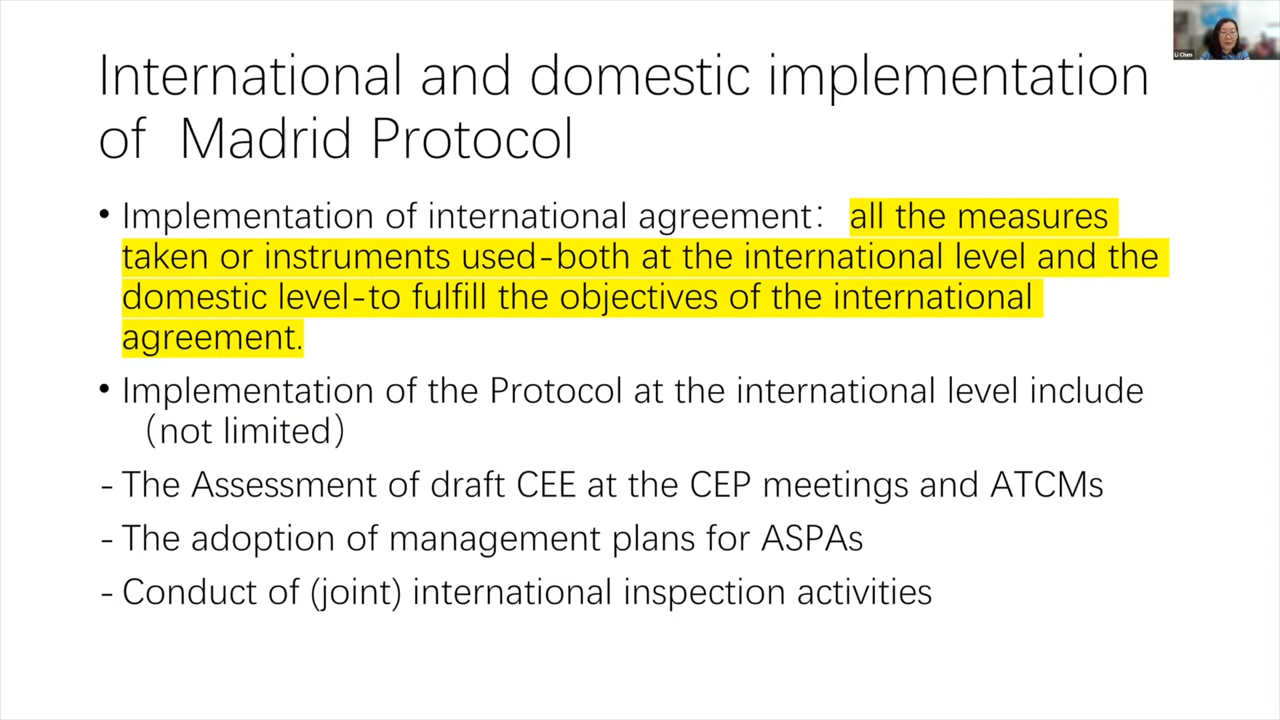 Li Chen
International and domestic implementation
of  Madrid Protocol
• Implementation of international agreement： all the measures
taken or instruments used-both at the international level and the
domestic level-to fulfill the objectives of the international
agreement.
• Implementation of the Protocol at the international level include
（not limited）
- The Assessment of draft CEE at the CEP meetings and ATCMs
- The adoption of management plans for ASPAs
- Conduct of (joint) international inspection activities